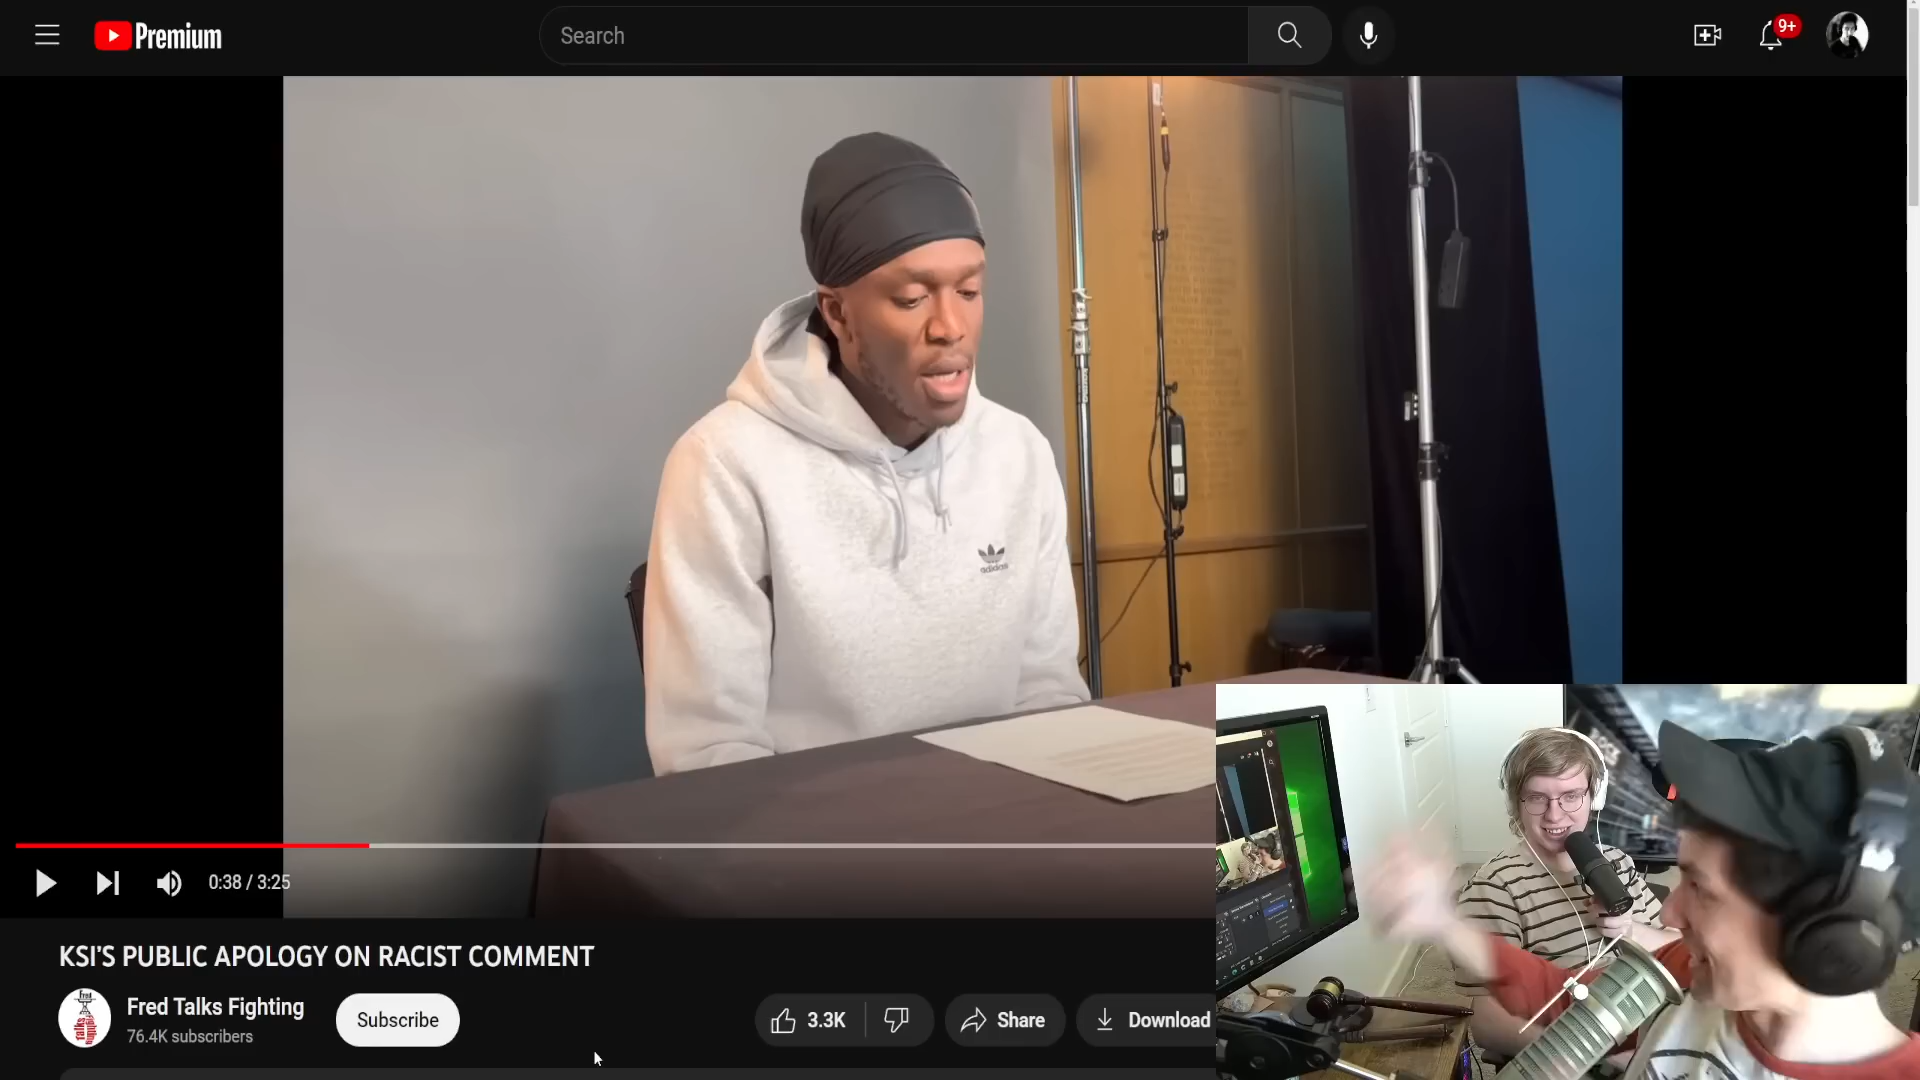 Premium
Search
9+
adidas
0:38 / 3:25
KSI'S PUBLIC APOLOGY ON RACIST COMMENT
Fred Talks Fighting
76.4K subscribers
Subscribe
3.3K
Share
Download